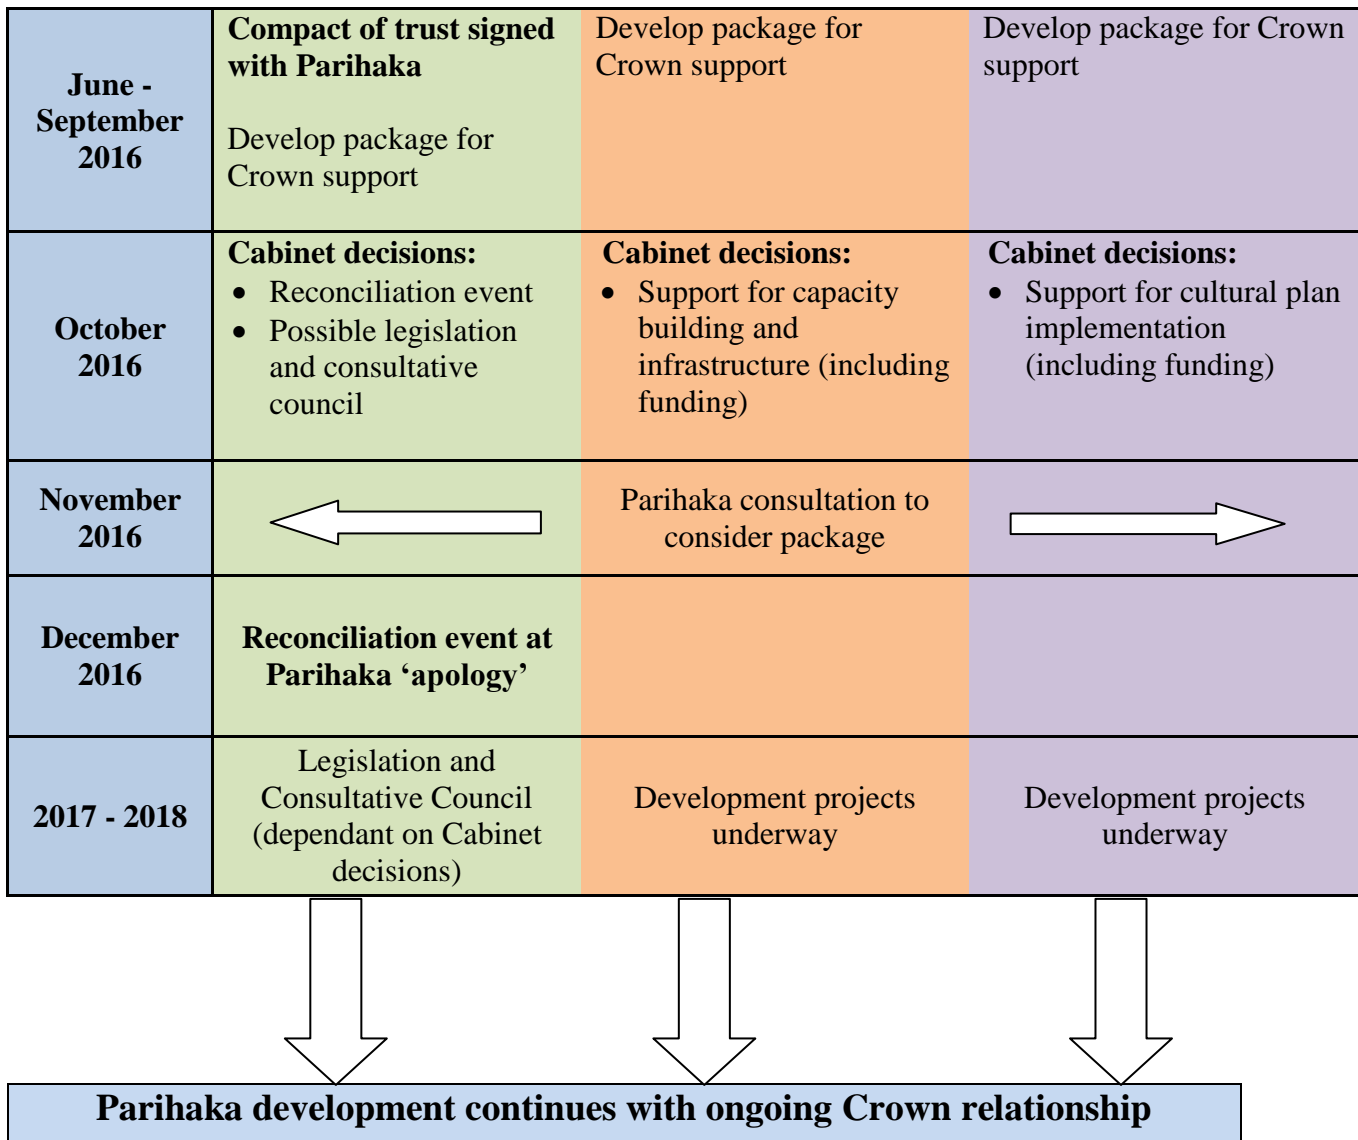 June -
September
2016
Compact of trust signed
with Parihaka
Develop package for
Crown support
Develop package for
Crown support
Develop package for Crown
support
October
2016
Cabinet decisions:
• Reconciliation event
• Possible legislation
and consultative
council
Cabinet decisions:
• Support for capacity
building and
infrastructure (including
funding)
Cabinet decisions:
• Support for cultural plan
implementation
(including funding)
November
2016
Parihaka consultation to
consider package
December
2016
Reconciliation event at
Parihaka ‘apology’
2017 - 2018
Legislation and
Consultative Council
(dependant on Cabinet
decisions)
Development projects
underway
Development projects
underway
Parihaka development continues with ongoing Crown relationship